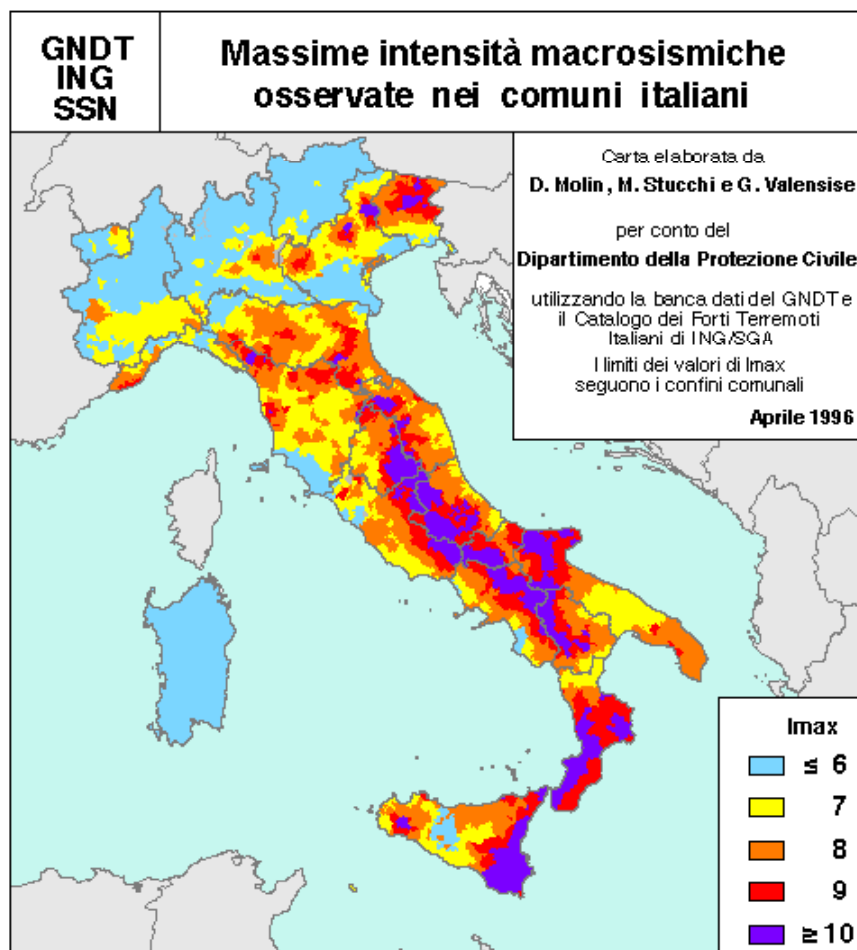 GNDT
ING
SSN
Massime intensità macrosismiche
osservate nei comuni italiani
Carta elaborata da
D. Molin, M. Stucchi e G. Valensise
per conto del
Dipartimento della Protezione Civile
utilizzando la banca dati del GNDT e
il Catalogo dei Forti Terremoti
Italiani di ING/SGA
I limiti dei valori di Imax
seguono i confini comunali
Aprile 1996
Imax
≤ 6
7
8
9
≥ 10